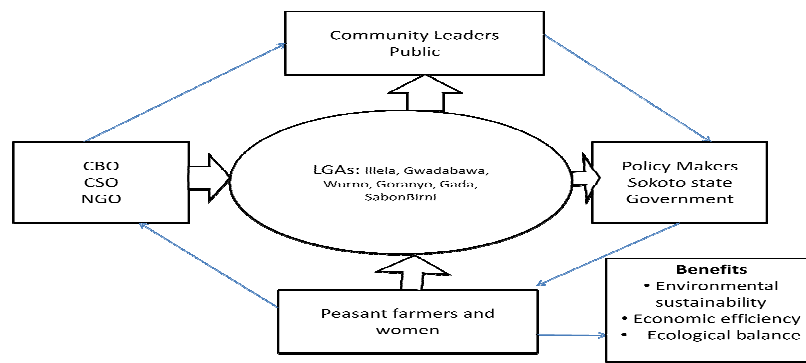 Community Leaders
Public
CBO
CSO
NGO
LGAs: Illela, Gwadabawa,
Wurno, Goranyo, Gada,
SabonBirni
Policy Makers
Sokoto state
Government
Peasant farmers and
women
Benefits
• Environmental
sustainability
• Economic efficiency
• Ecological balance